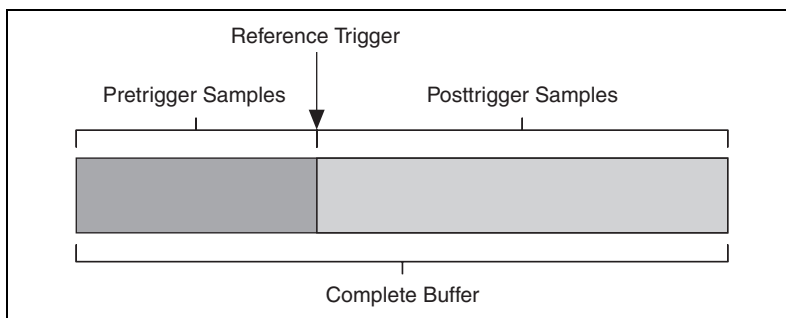 Reference Trigger
Pretrigger Samples
Posttrigger Samples
Complete Buffer